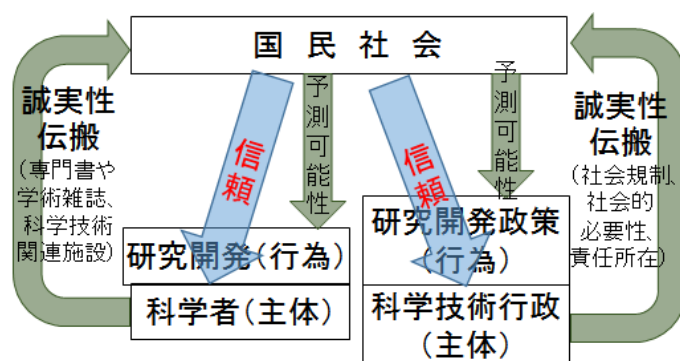 国民社会
誠実性
伝搬
(専門書や
学術雑誌、
科学技術
関連施設)
信頼
予測可能性
信頼
予測可能性
誠実性
伝搬
(社会規制、
社会的
必要性、
責任所在)
研究開発(行為)
科学者(主体)
研究開発政策
(行為)
科学技術行政
(主体)